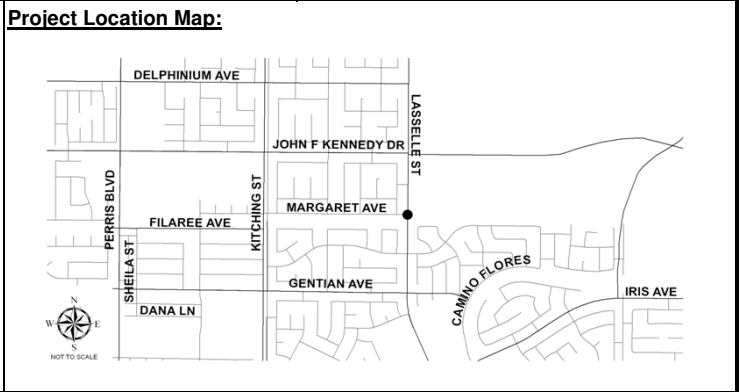 Project Location Map:
DELPHINIUM AVE
LASSELLE ST
JOHN F KENNEDY DR
PERRIS BLVD
KITCHING ST
MARGARET AVE
FILAREE AVE
SHEILA ST
GENTIAN AVE
CAMINO FLORES
IRIS AVE
DANA LN
N
W
E
S
NOT TO SCALE